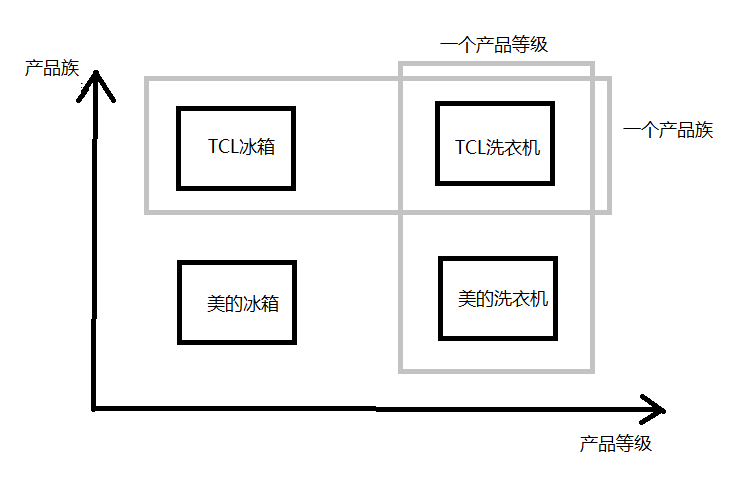 一个产品等级
产品族
一个产品族
TCL冰箱
TCL洗衣机
美的冰箱
美的洗衣机
产品等级